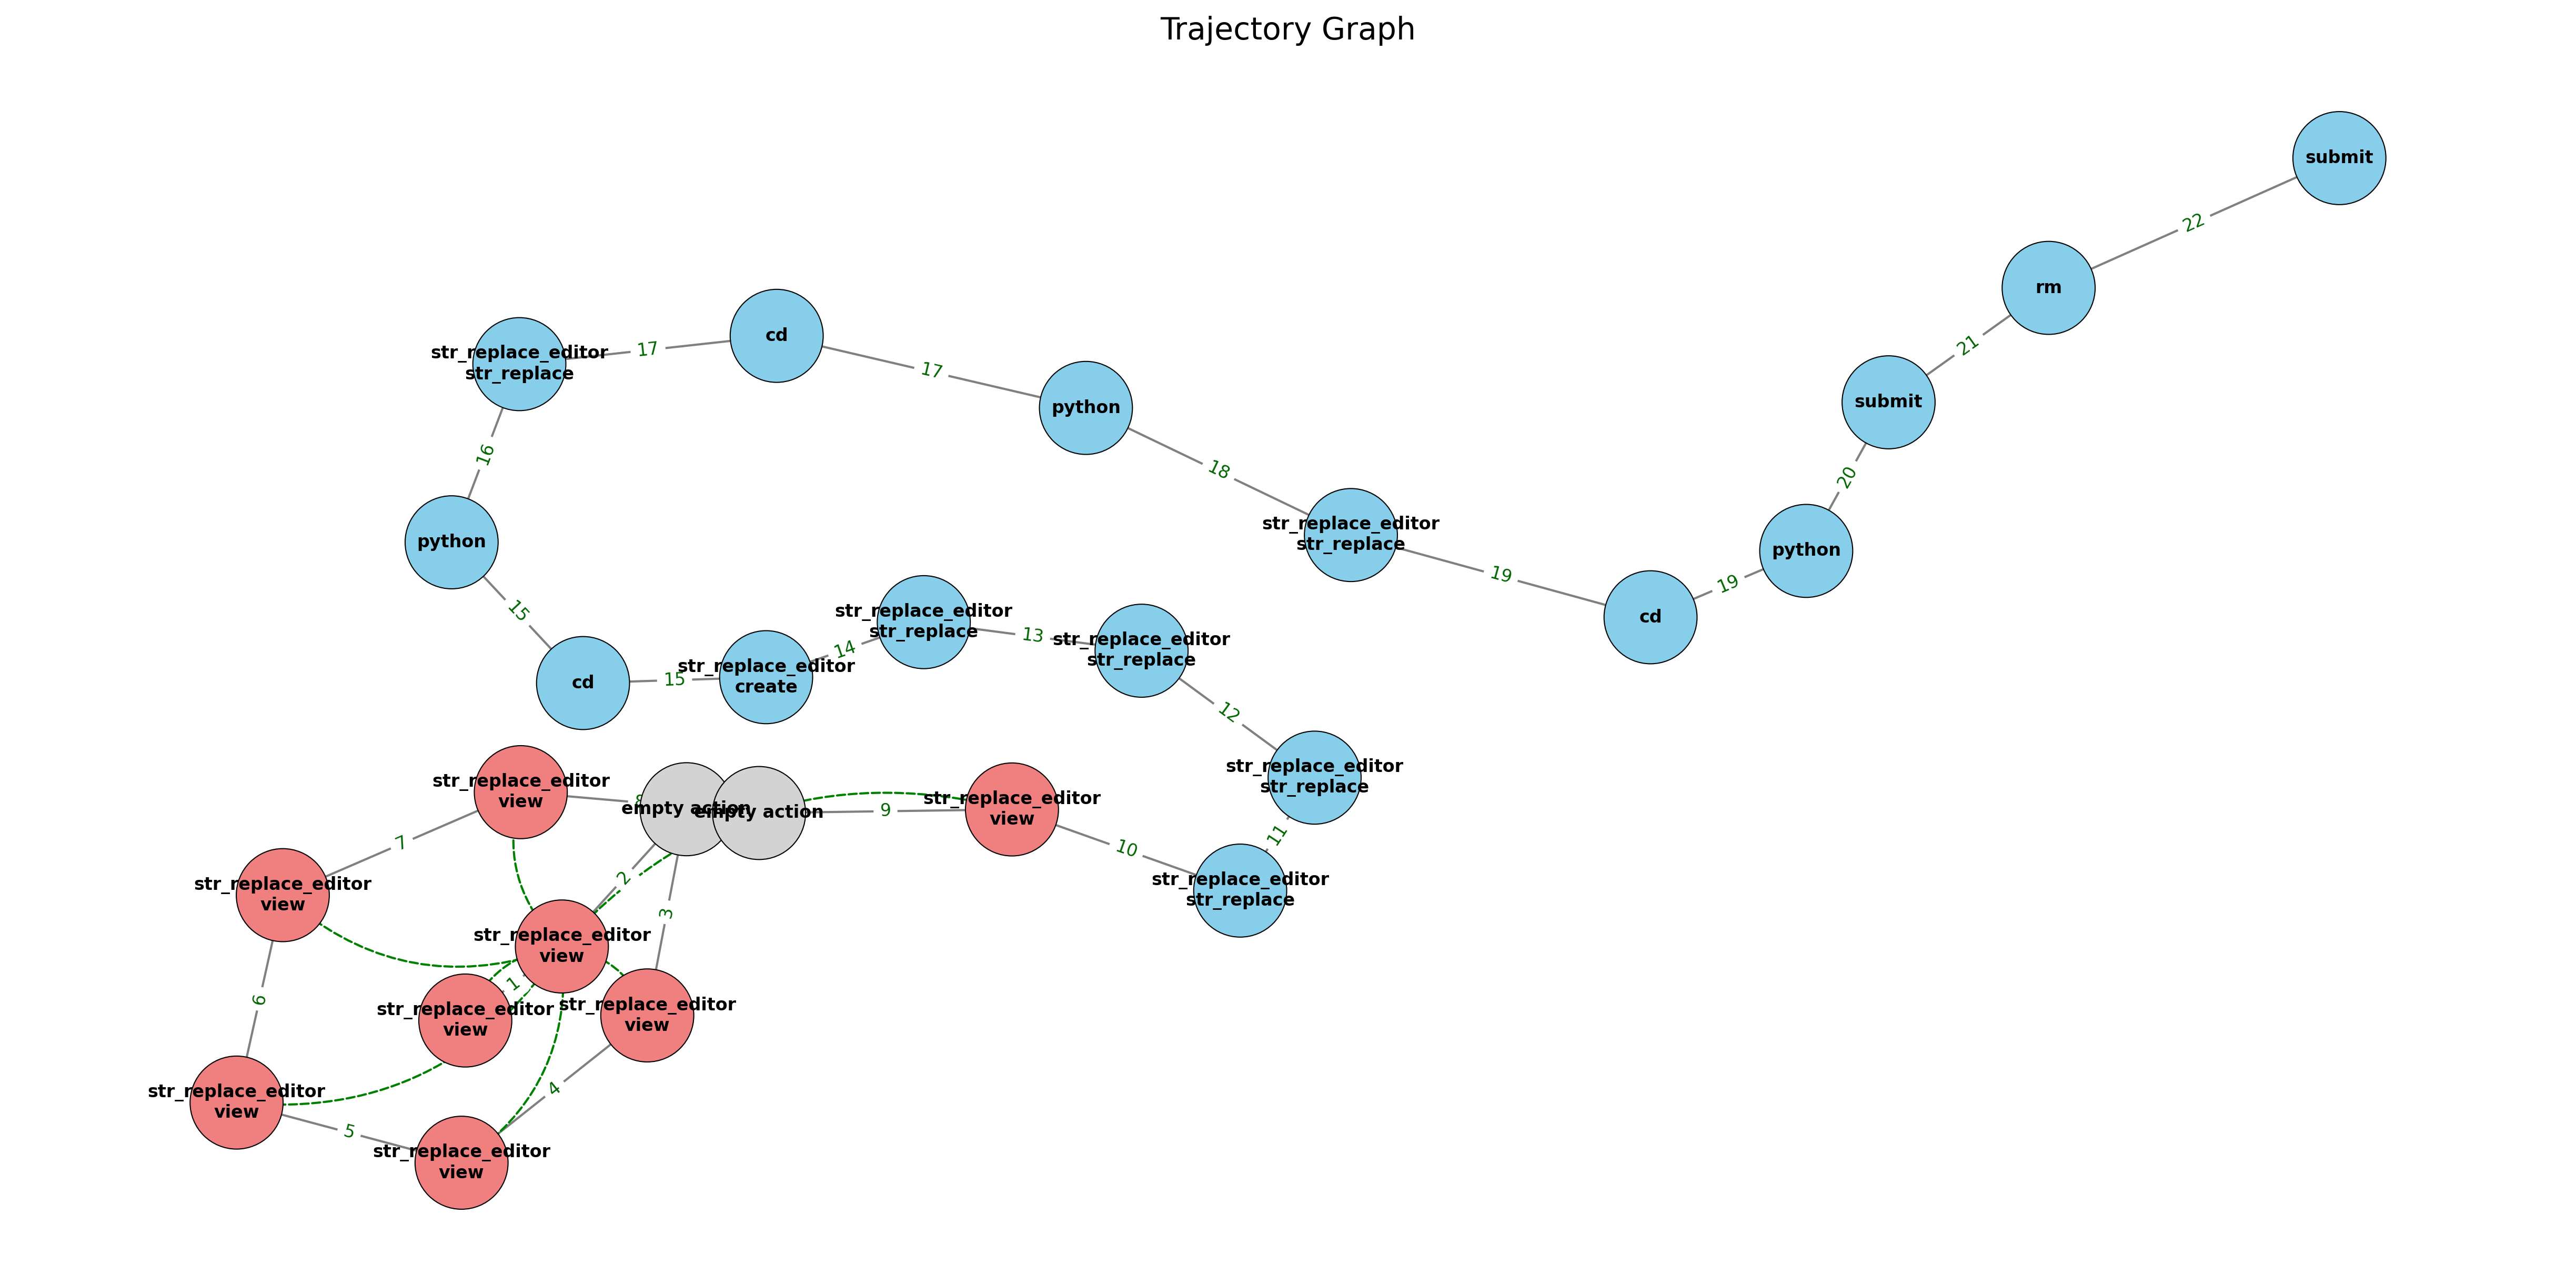 Trajectory Graph
submit
22
rm
21
submit
20
str_replace_editor
str_replace
17
cd
17
python
18
str_replace_editor
str_replace
19
cd
19
python
16
python
15
cd
15
str_replace_editor
create
14
str_replace_editor
str_replace
13
str_replace_editor
str_replace
12
str_replace_editor
str_replace
11
str_replace_editor
str_replace
10
str_replace_editor
view
9
empty action
empty action
8
str_replace_editor
view
7
str_replace_editor
view
6
str_replace_editor
view
5
str_replace_editor
view
4
str_replace_editor
view
3
2
str_replace_editor
view
1
str_replace_editor
view